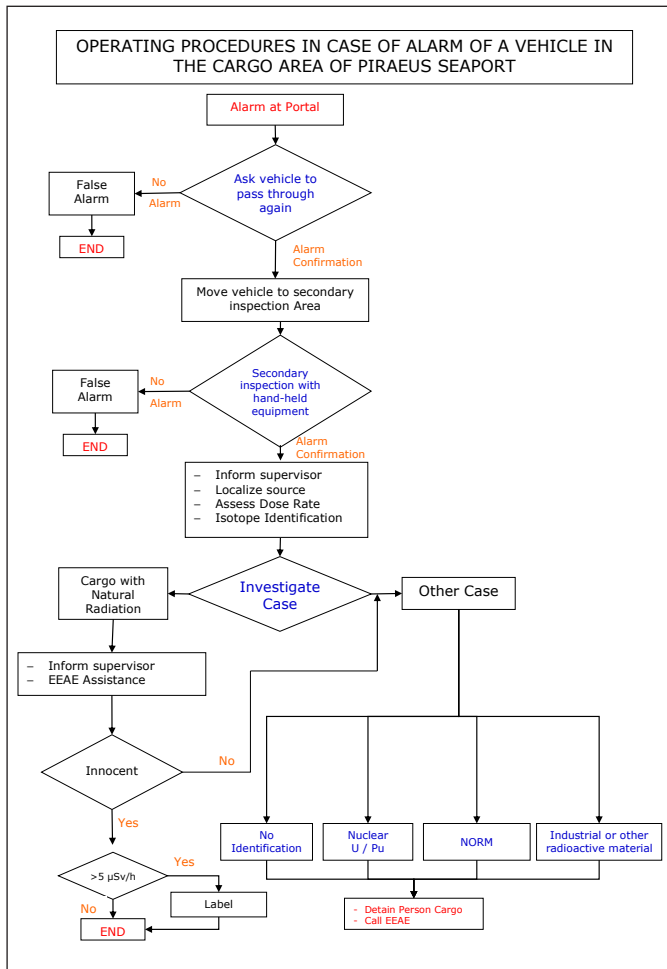 OPERATING PROCEDURES IN CASE OF ALARM OF A VEHICLE IN
THE CARGO AREA OF PIRAEUS SEAPORT
Alarm at Portal
Ask vehicle to
pass through
again
No
Alarm
False
Alarm
END
Alarm
Confirmation
Move vehicle to secondary
inspection Area
Secondary
inspection with
hand-held
equipment
No
Alarm
False
Alarm
END
Alarm
Confirmation
– Inform supervisor
– Localize source
– Assess Dose Rate
– Isotope Identification
Investigate
Case
Cargo with
Natural
Radiation
Other Case
– Inform supervisor
– EEAE Assistance
Innocent
No
Yes
>5 µSv/h
Yes
Label
No
END
No
Identification
Nuclear
U / Pu
NORM
Industrial or other
radioactive material
- Detain Person Cargo
- Call EEAE